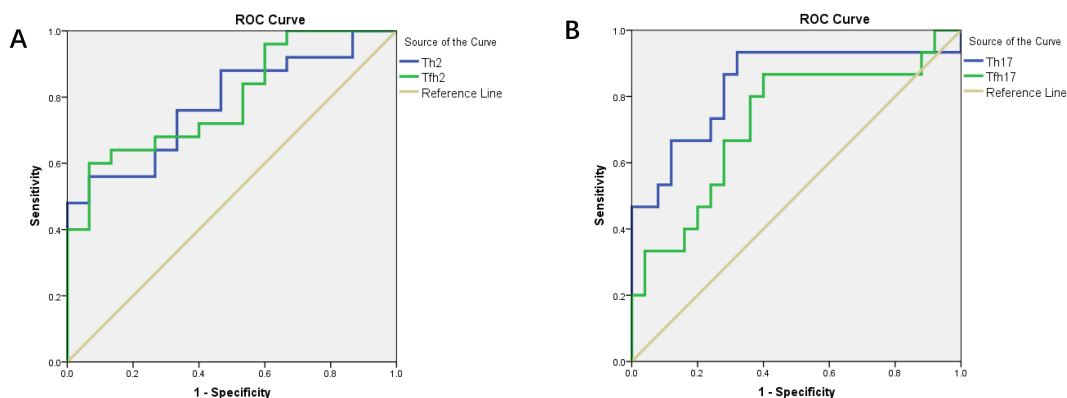 A
ROC Curve
Source of the Curve
Th2
Tfh2
Reference Line
1.0
0.8
0.6
0.4
0.2
0.0
Sensitivity
0.0 0.2 0.4 0.6 0.8 1.0
1 - Specificity
B
ROC Curve
Source of the Curve
Th17
Tfh17
Reference Line
1.0
0.8
0.6
0.4
0.2
0.0
Sensitivity
0.0 0.2 0.4 0.6 0.8 1.0
1 - Specificity